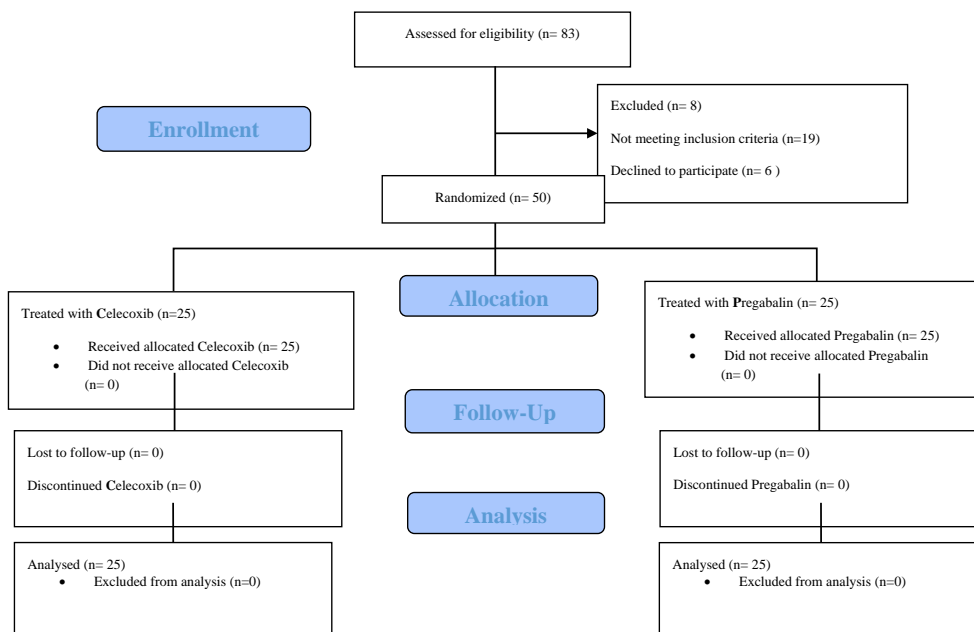 Assessed for eligibility (n= 83)
Enrollment
Excluded (n= 8)
Not meeting inclusion criteria (n=19)
Declined to participate (n= 6 )
Randomized (n= 50)
Allocation
Treated with Celecoxib (n=25)
• Received allocated Celecoxib (n= 25)
• Did not receive allocated Celecoxib
(n= 0)
Treated with Pregabalin (n= 25)
• Received allocated Pregabalin (n= 25)
• Did not receive allocated Pregabalin
(n= 0)
Follow-Up
Lost to follow-up (n= 0)
Discontinued Celecoxib (n= 0)
Lost to follow-up (n= 0)
Discontinued Pregabalin (n= 0)
Analysis
Analysed (n= 25)
• Excluded from analysis (n=0)
Analysed (n= 25)
• Excluded from analysis (n=0)